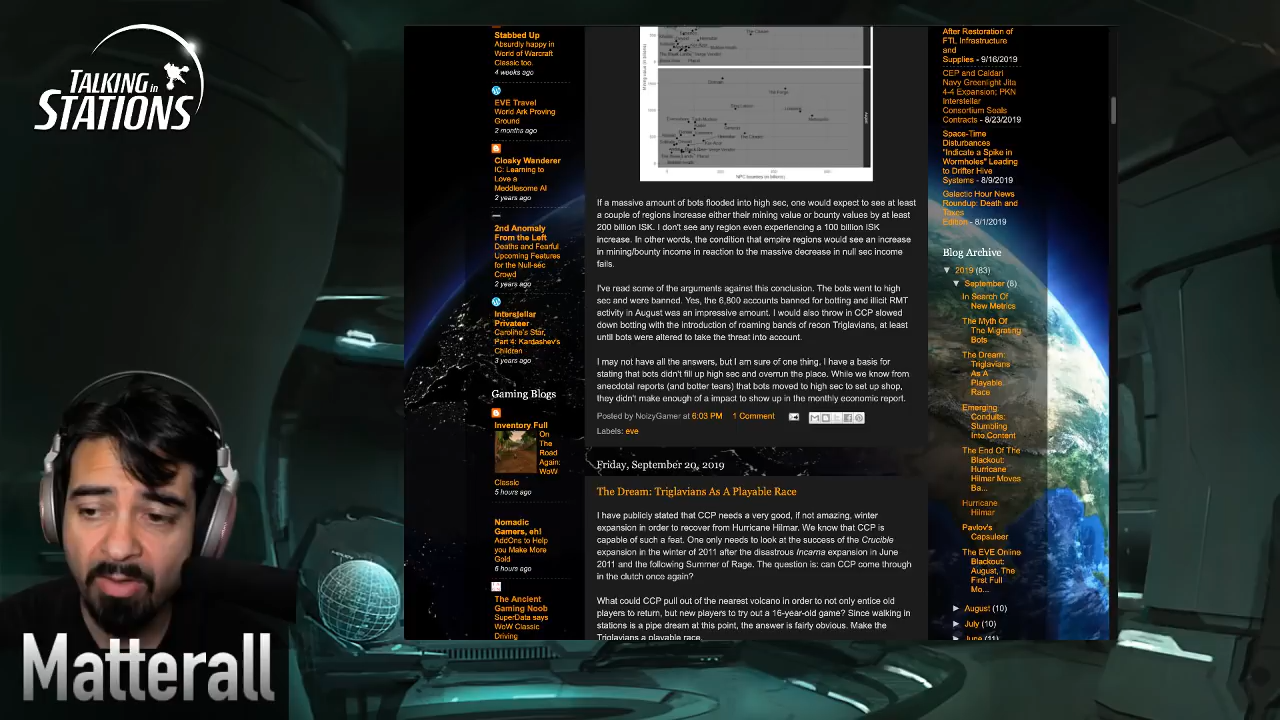 TALKING in
STATIONS
Matterall
Stabbed Up
Absurdly happy in
World of Warcraft
Classic too.
4 weeks ago
EVE Travel
World Ark Proving
Ground
2 months ago
Cloaky Wanderer
IC: Learning to
Love a
Meddlesome AI
2 years ago
2nd Anomaly
From the Left
Deaths and Fearful
Upcoming Features
for the Null-sec
Crowd
2 years ago
Interstellar
Privateer
Caroline's Star,
Part 4: Kardashev's
Children
3 years ago
Gaming Blogs
Inventory Full
On
The
Road
Again:
WoW
Classic
5 hours ago
Nomadic
Gamers, eh!
AddOns to Help
you Make More
Gold
6 hours ago
The Ancient
Gaming Noob
SuperData says
WoW Classic
Driving
If a massive amount of bots flooded into high sec, one would expect to see at least
a couple of regions increase either their mining value or bounty values by at least
200 billion ISK. I don't see any region even experiencing a 100 billion ISK
increase. In other words, the condition that empire regions would see an increase
in mining/bounty income in reaction to the massive decrease in null sec income
fails.
I've read some of the arguments against this conclusion. The bots went to high
sec and were banned. Yes, the 6,800 accounts banned for botting and illicit RMT
activity in August was an impressive amount. I would also throw in CCP slowed
down botting with the introduction of roaming bands of recon Triglavians, at least
until bots were altered to take the threat into account.
I may not have all the answers, but I am sure of one thing. I have a basis for
stating that bots didn't fill up high sec and overrun the place. While we know from
anecdotal reports (and botter tears) that bots moved to high sec to set up shop,
they didn't make enough of a impact to show up in the monthly economic report.
Posted by NoizyGamer at 6:03 PM 1 Comment
Labels: eve
Friday, September 20, 2019
The Dream: Triglavians As A Playable Race
I have publicly stated that CCP needs a very good, if not amazing, winter
expansion in order to recover from Hurricane Hilmar. We know that CCP is
capable of such a feat. One only needs to look at the success of the Crucible
expansion in the winter of 2011 after the disastrous Incarna expansion in June
2011 and the following Summer of Rage. The question is: can CCP come through
in the clutch once again?
What could CCP pull out of the nearest volcano in order to not only entice old
players to return, but new players to try out a 16-year-old game? Since walking in
stations is a pipe dream at this point, the answer is fairly obvious. Make the
Triglavians a playable race.
After Restoration of
FTL Infrastructure
and
Supplies - 9/16/2019
CEP and Caldari
Navy Greenlight Jita
4-4 Expansion; PKN
Interstellar
Consortium Seals
Contracts - 8/23/2019
Space-Time
Disturbances
"Indicate a Spike in
Wormholes" Leading
to Drifter Hive
Systems - 8/9/2019
Galactic Hour News
Roundup: Death and
Taxes
Edition - 8/1/2019
Blog Archive
▼ 2019 (83)
▼ September (8)
In Search Of
New Metrics
The Myth Of
The Migrating
Bots
The Dream:
Triglavians
As A
Playable
Race
Emerging
Conduits:
Stumbling
Into Content
The End Of The
Blackout:
Hurricane
Hilmar Moves
Ba...
Hurricane
Hilmar
Pavlov's
Capsuleer
The EVE Online
Blackout:
August, The
First Full
Mo...
► August (10)
► July (10)
► June (11)